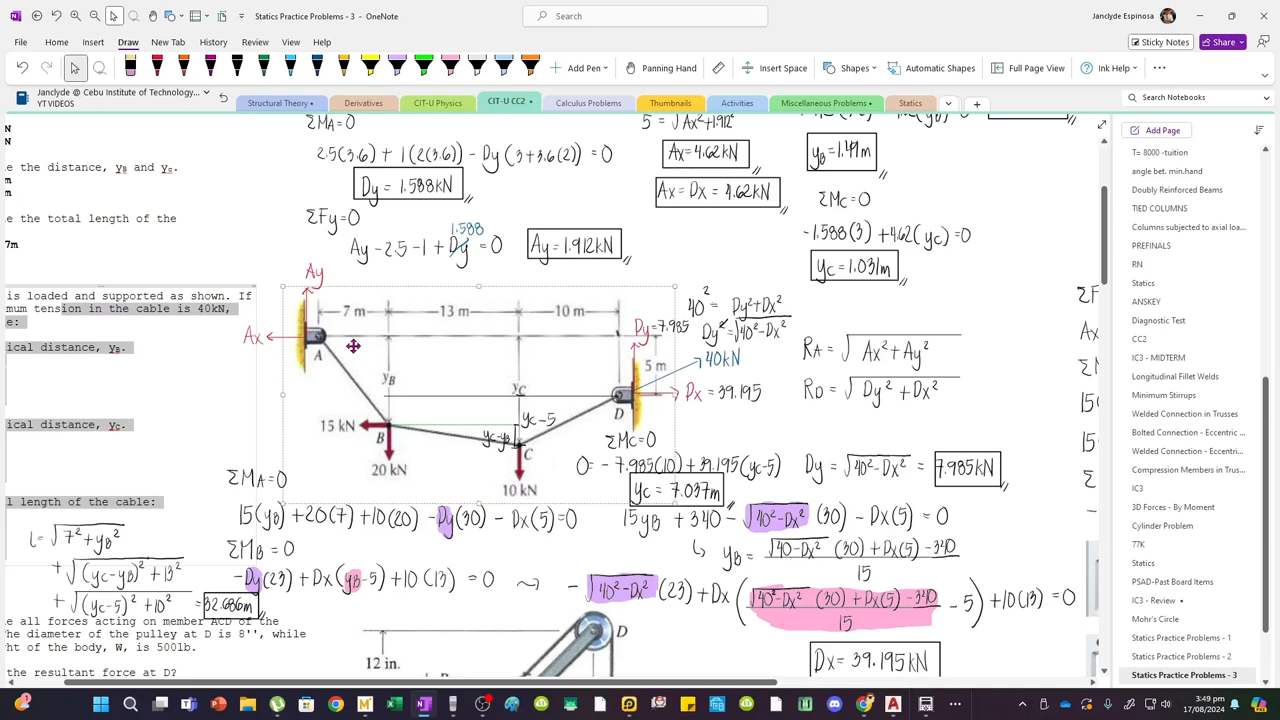 Statics Practice Problems - 3 - OneNote
Search
Janclyde Espinosa
File Home Insert Draw New Tab History Review View Help
Sticky Notes
Share
Add Pen
Panning Hand
Insert Space
Shapes
Automatic Shapes
Full Page View
Ink Help
Janclyde @ Cebu Institute of Technology...
YT VIDEOS
Structural Theory
Derivatives
CIT-U Physics
CIT-U CC2
Calculus Problems
Thumbnails
Activities
Miscellaneous Problems
Statics
Search Notebooks
Add Page
T= 8000 -tuition
angle bet. min.hand
Doubly Reinforced Beams
TIED COLUMNS
Columns subjected to axial loa...
PREFINALS
RN
Statics
ANSKEY
Diagnostic Test
CC2
IC3 - MIDTERM
Longitudinal Fillet Welds
Minimum Stirrups
Welded Connection in Trusses
Bolted Connection - Eccentric ...
Welded Connection - Eccentric ...
Compression Members in Trus...
IC3
3D Forces - By Moment
Cylinder Problem
77K
Statics
PSAD-Past Board Items
IC3 - Review
Mohr's Circle
Statics Practice Problems - 1
Statics Practice Problems - 2
Statics Practice Problems - 3
N
N
e the distance, yB and yc.
m
m
e the total length of the
7m
ΣMA=0
2.5(3.6) + 1(2(3.6)) - Dy(3+3.6(2)) = 0
Dy = 1.588kN
ΣFy=0
Ay -2.5 -1 + Dy = 0
1.588
Ay = 1.912kN
5 = √Ax²+1.912²
Ax=4.62kN
Ax = Dx = 4.62kN
yB = 1.49m
ΣMc=0
-1.588(3) + 4.62(yc)=0
yc = 1.031m
is loaded and supported as shown. If
mum tension in the cable is 40kN,
e:
ical distance, yB.
ical distance, yc.
l length of the cable:
Ay
Ax
7 m
13 m
10 m
A
yB
yc
5 m
D
15 kN
B
20 kN
C
10 kN
yc-yB
yc-5
40kN
Dy=7.985
Dx = 39.195
40² = Dy²+Dx²
Dy² = √40²-Dx²
RA = √Ax²+Ay²
RD = √Dy²+Dx²
ΣMc=0
0= -7.985(10) + 39.195(yc-5)
yc = 7.037m
Dy = √40²-Dx² = 7.985kN
ΣMA=0
15(yB) + 20(7) + 10(20) - Dy(30) - Dx(5)=0
15yB + 340 - √40²-Dx² (30) - Dx(5) = 0
ΣMB = 0
↳ yB = √40-Dx² (30) + Dx(5) -340
15
-Dy(23) + Dx(yB-5) + 10(13) = 0
- √40²-Dx² (23) + Dx ( √40-Dx² (30) + Dx(5) -340 - 5) + 10(13) = 0
15
Dx = 39.195kN
L = √7²+yB²
+ √(yc-yB)² + 13²
+ √(yc-5)² + 10² = 32.686m
e all forces acting on member ACD of the
he diameter of the pulley at D is 8'', while
ht of the body, W, is 500lb.
the resultant force at D?
12 in.
D
3:49 pm
17/08/2024